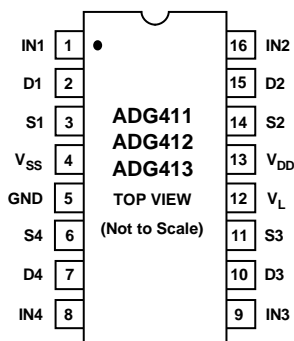 IN1 1 16 IN2
D1 2 15 D2
S1 3 ADG411 14 S2
ADG412
VSS 4 ADG413 13 VDD
GND 5 TOP VIEW 12 VL
(Not to Scale)
S4 6 11 S3
D4 7 10 D3
IN4 8 9 IN3